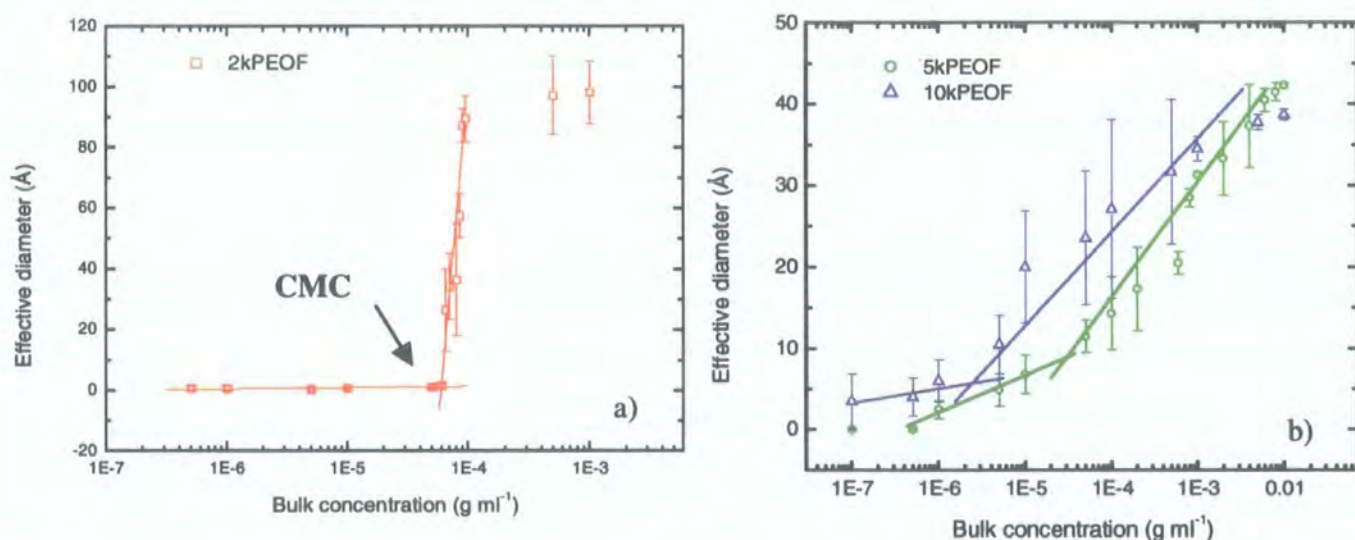 120
100
80
60
40
20
0
-20
Effective diameter (Å)
2kPEOF
CMC
a)
1E-7 1E-6 1E-5 1E-4 1E-3
Bulk concentration (g ml⁻¹)
50
40
30
20
10
0
Effective diameter (Å)
5kPEOF
10kPEOF
b)
1E-7 1E-6 1E-5 1E-4 1E-3 0.01
Bulk concentration (g ml⁻¹)